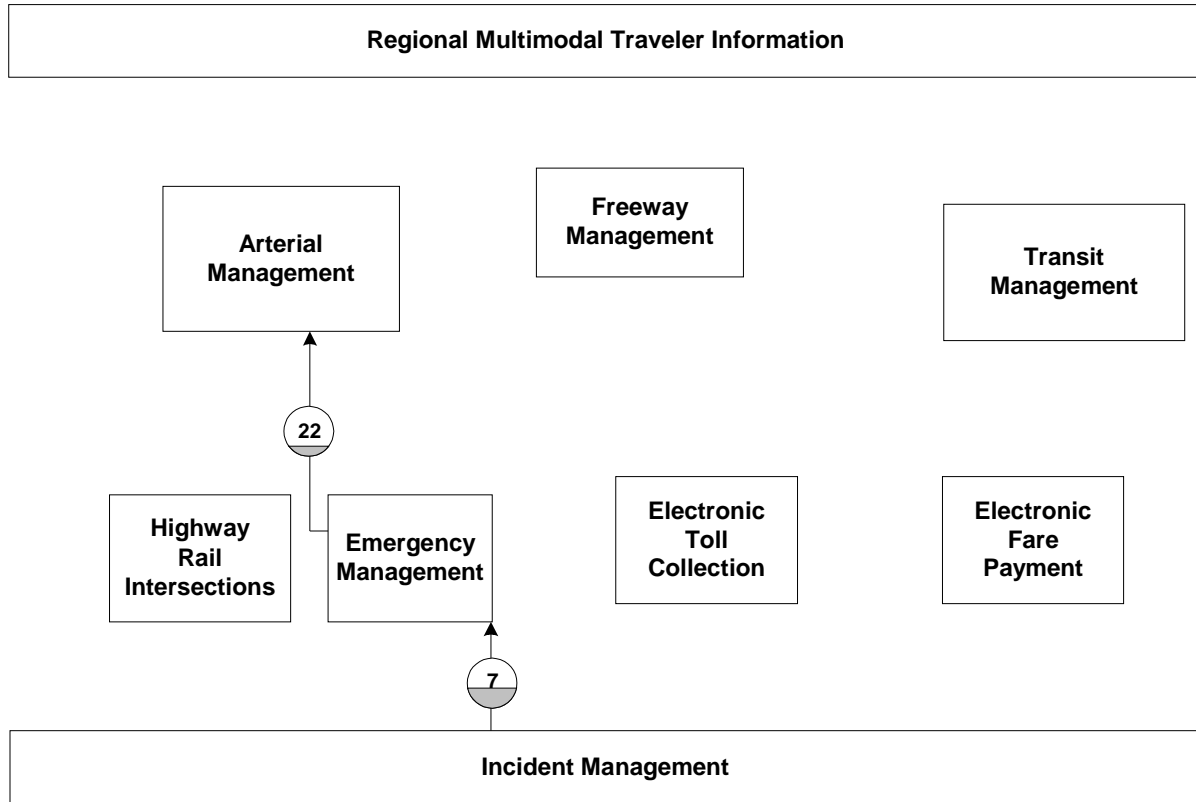 Regional Multimodal Traveler Information
Freeway
Management
Arterial
Management
Transit
Management
22
Highway
Rail
Intersections
Emergency
Management
Electronic
Toll
Collection
Electronic
Fare
Payment
7
Incident Management